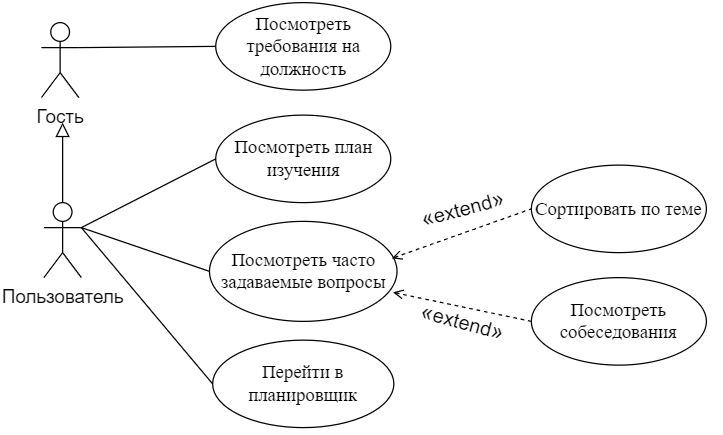 Посмотреть
требования на
должность
Гость
Посмотреть план
изучения
«extend»
Сортировать по теме
Пользователь
Посмотреть часто
задаваемые вопросы
«extend»
Посмотреть
собеседования
Перейти в
планировщик